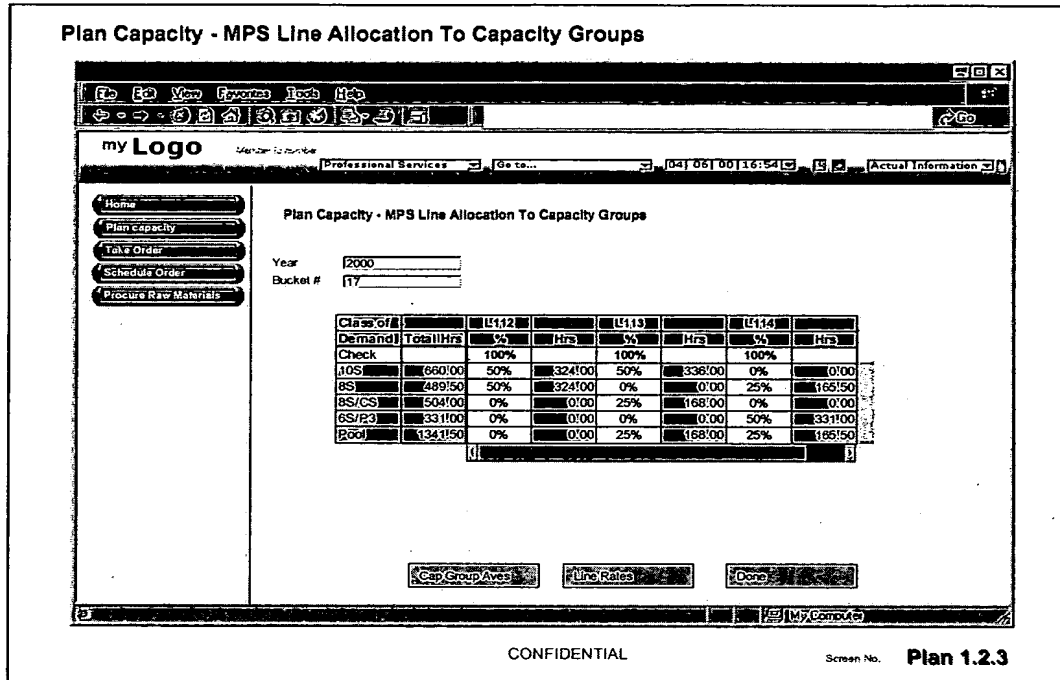 Plan Capacity - MPS Line Allocation To Capacity Groups
File Edit View Favorites Tools Help
Go
my Logo
Professional Services Go to... 04 06 00 16:54 Actual Information
Home
Plan capacity
Take Order
Schedule Order
Procure Raw Materials
Plan Capacity - MPS Line Allocation To Capacity Groups
Year 2000
Bucket # 17
Class of L112 L113 L114
Demand Total Hrs % Hrs % Hrs % Hrs
Check 100% 100% 100%
10S 660.00 50% 324.00 50% 336.00 0% 0.00
8S 489.50 50% 324.00 0% 0.00 25% 165.50
8S/CS 504.00 0% 0.00 25% 168.00 0% 0.00
6S/P3 331.00 0% 0.00 0% 0.00 50% 331.00
Pool 1341.50 0% 0.00 25% 168.00 25% 165.50
Cap Group Aves Line Rates Done
My Computer
CONFIDENTIAL Screen No. Plan 1.2.3